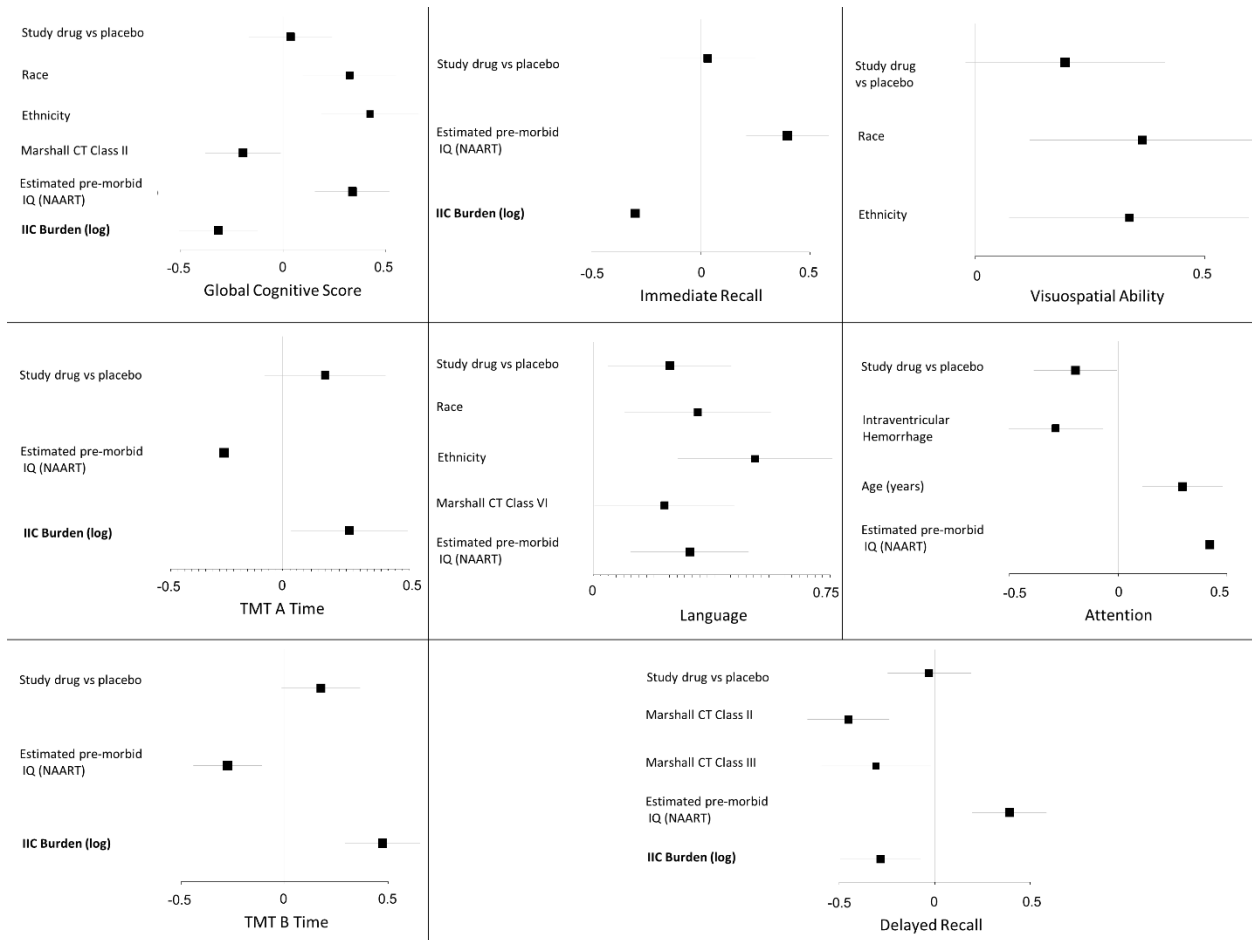 Study drug vs placebo
Race
Ethnicity
Marshall CT Class II
Estimated pre-morbid
IQ (NAART)
IIC Burden (log)
-0.5 0 0.5
Global Cognitive Score
Study drug vs placebo
Estimated pre-morbid
IQ (NAART)
IIC Burden (log)
-0.5 0 0.5
Immediate Recall
Study drug
vs placebo
Race
Ethnicity
0 0.5
Visuospatial Ability
Study drug vs placebo
Estimated pre-morbid
IQ (NAART)
IIC Burden (log)
-0.5 0 0.5
TMT A Time
Study drug vs placebo
Race
Ethnicity
Marshall CT Class VI
Estimated pre-morbid
IQ (NAART)
0 0.75
Language
Study drug vs placebo
Intraventricular
Hemorrhage
Age (years)
Estimated pre-morbid
IQ (NAART)
-0.5 0 0.5
Attention
Study drug vs placebo
Estimated pre-morbid
IQ (NAART)
IIC Burden (log)
-0.5 0 0.5
TMT B Time
Study drug vs placebo
Marshall CT Class II
Marshall CT Class III
Estimated pre-morbid
IQ (NAART)
IIC Burden (log)
-0.5 0 0.5
Delayed Recall